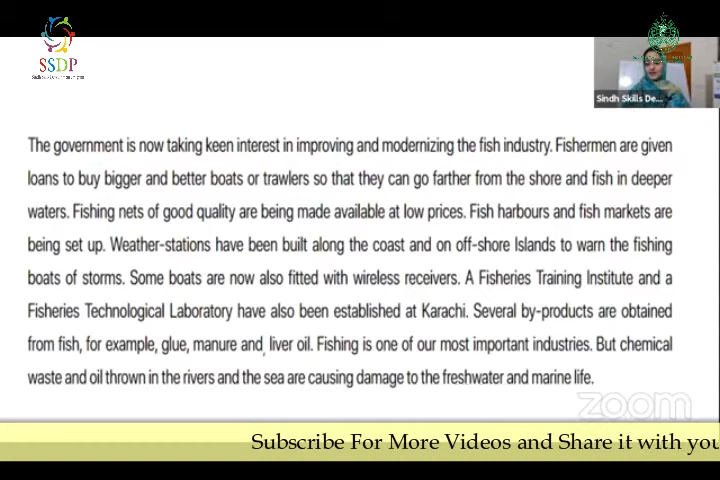 SSDP
Sindh Skills De...
The government is now taking keen interest in improving and modernizing the fish industry. Fishermen are given
loans to buy bigger and better boats or trawlers so that they can go farther from the shore and fish in deeper
waters. Fishing nets of good quality are being made available at low prices. Fish harbours and fish markets are
being set up. Weather-stations have been built along the coast and on off-shore Islands to warn the fishing
boats of storms. Some boats are now also fitted with wireless receivers. A Fisheries Training Institute and a
Fisheries Technological Laboratory have also been established at Karachi. Several by-products are obtained
from fish, for example, glue, manure and, liver oil. Fishing is one of our most important industries. But chemical
waste and oil thrown in the rivers and the sea are causing damage to the freshwater and marine life.
zoom
Subscribe For More Videos and Share it with you